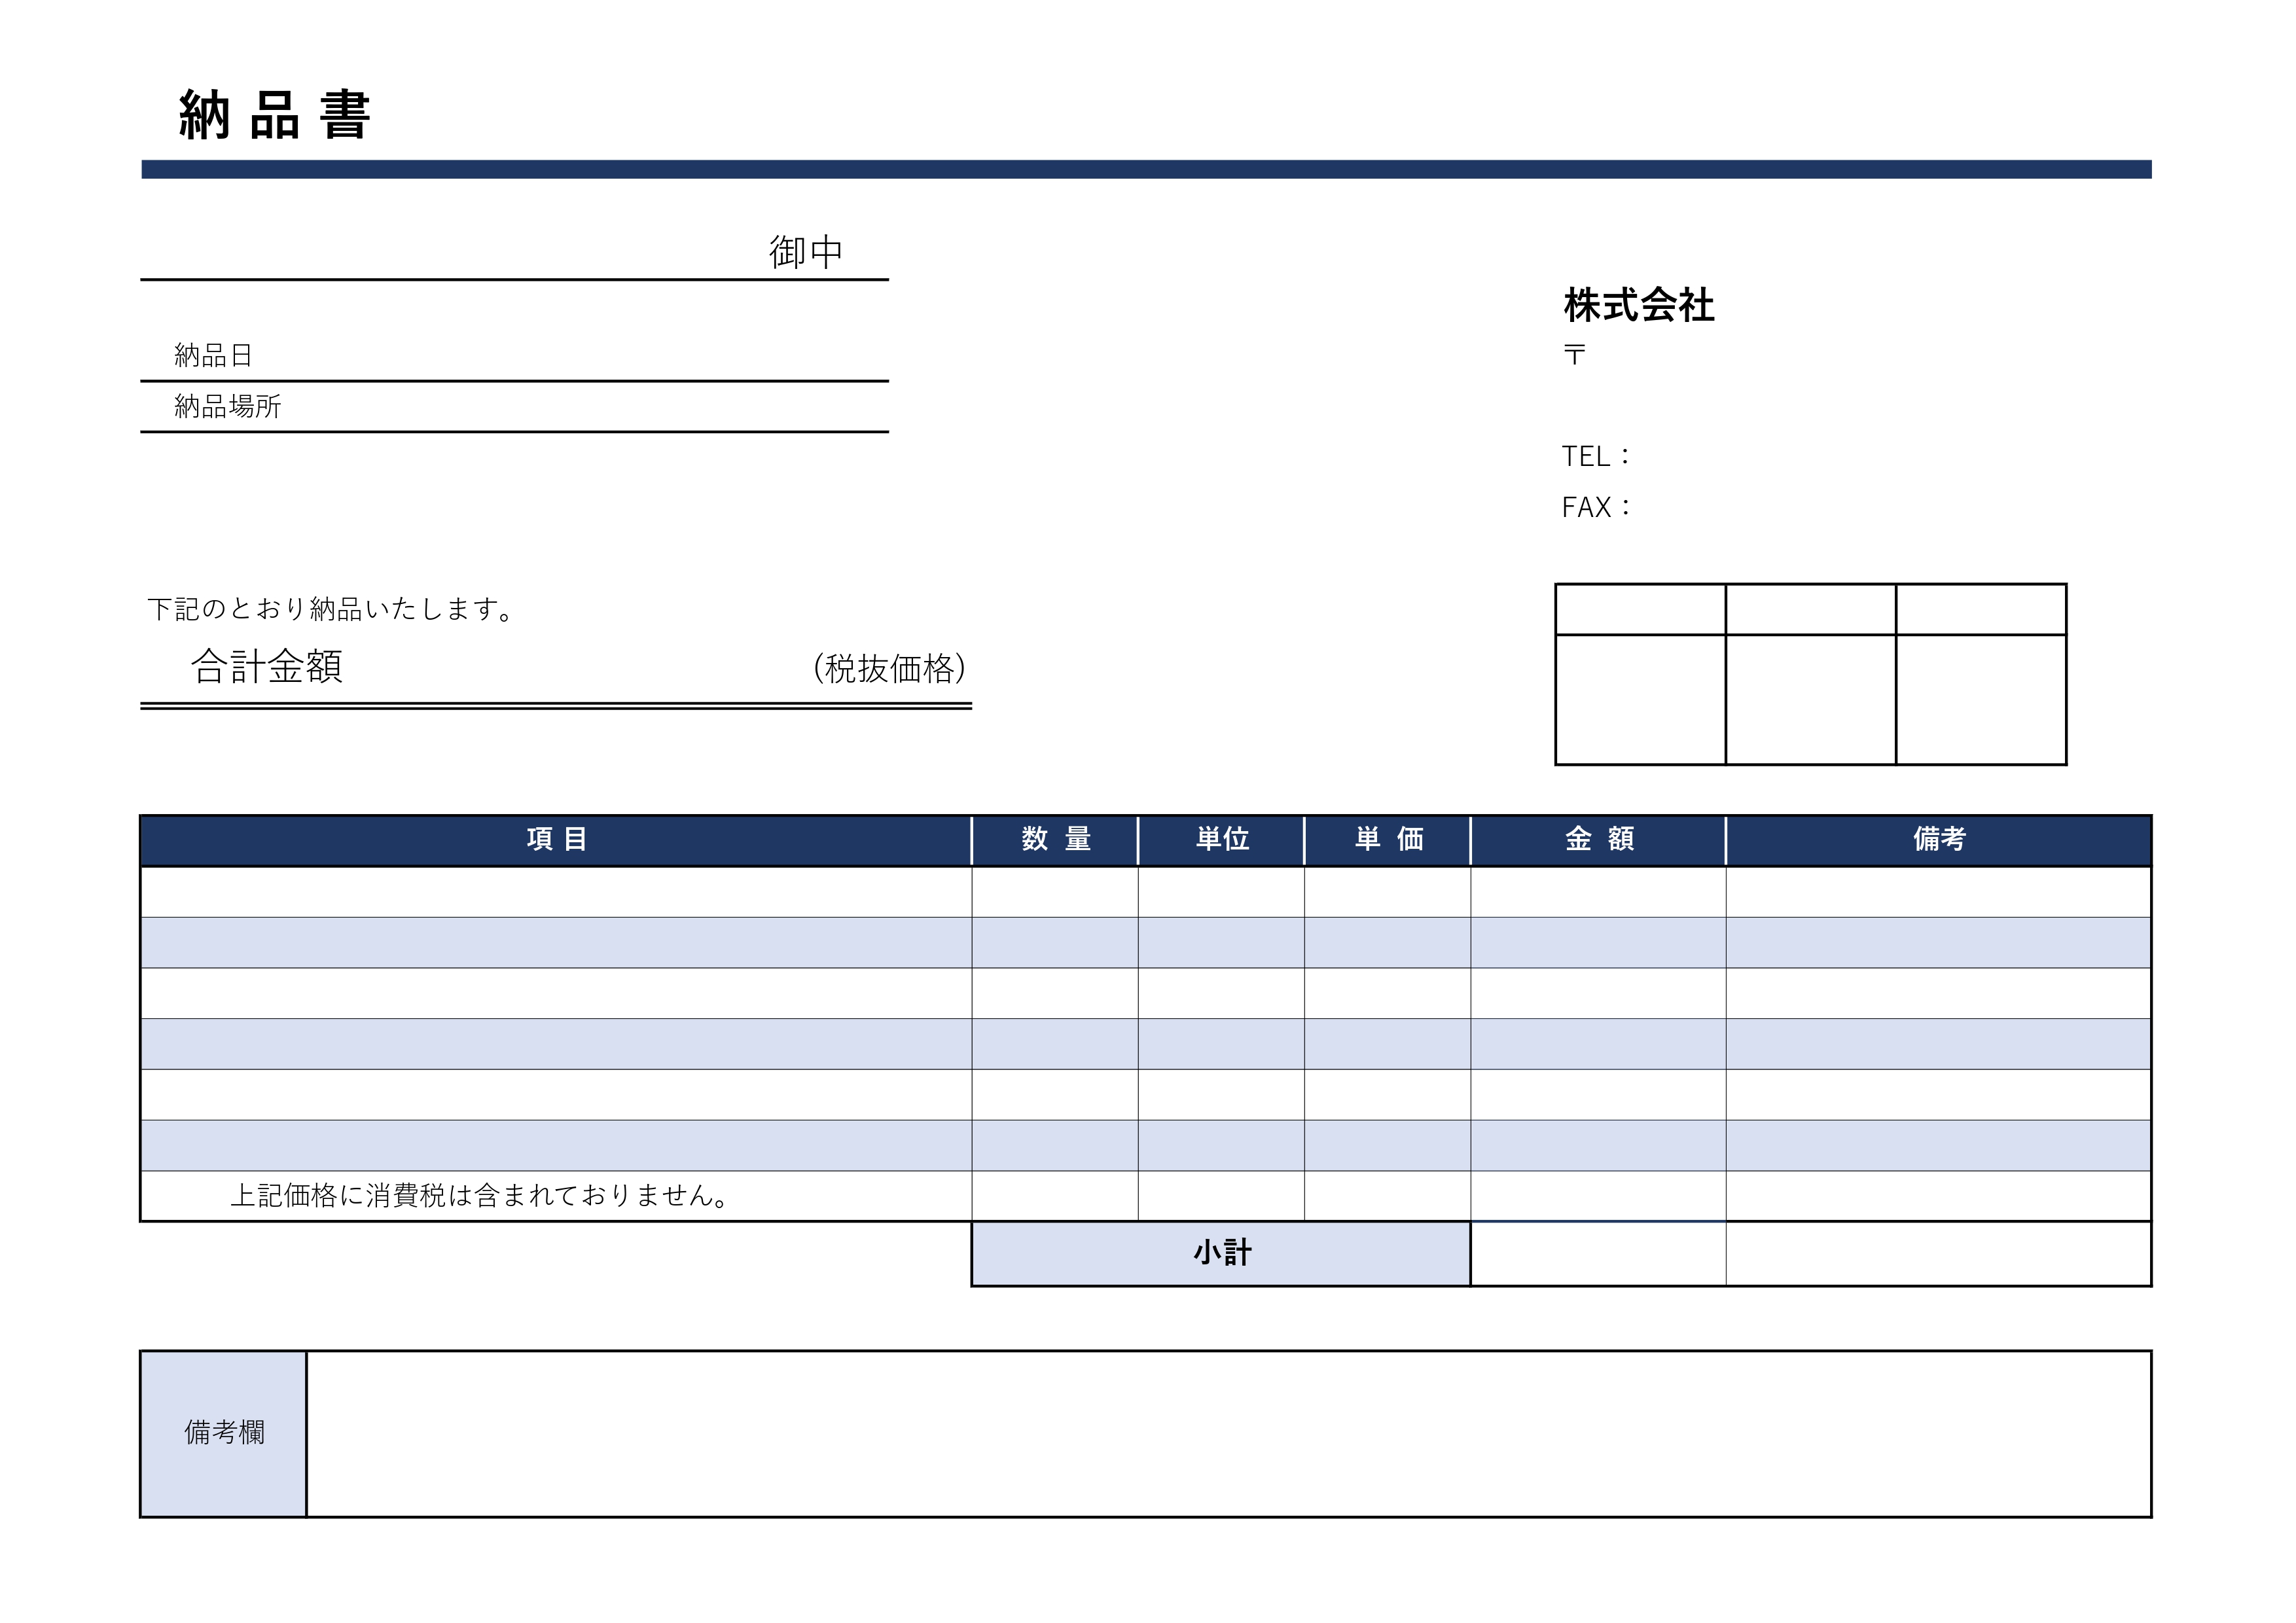 納 品 書
御中
株式会社
〒
納品日
納品場所
TEL：
FAX：
下記のとおり納品いたします。
合計金額 （税抜価格）
項 目 数 量 単位 単 価 金 額 備考
上記価格に消費税は含まれておりません。
小計
備考欄